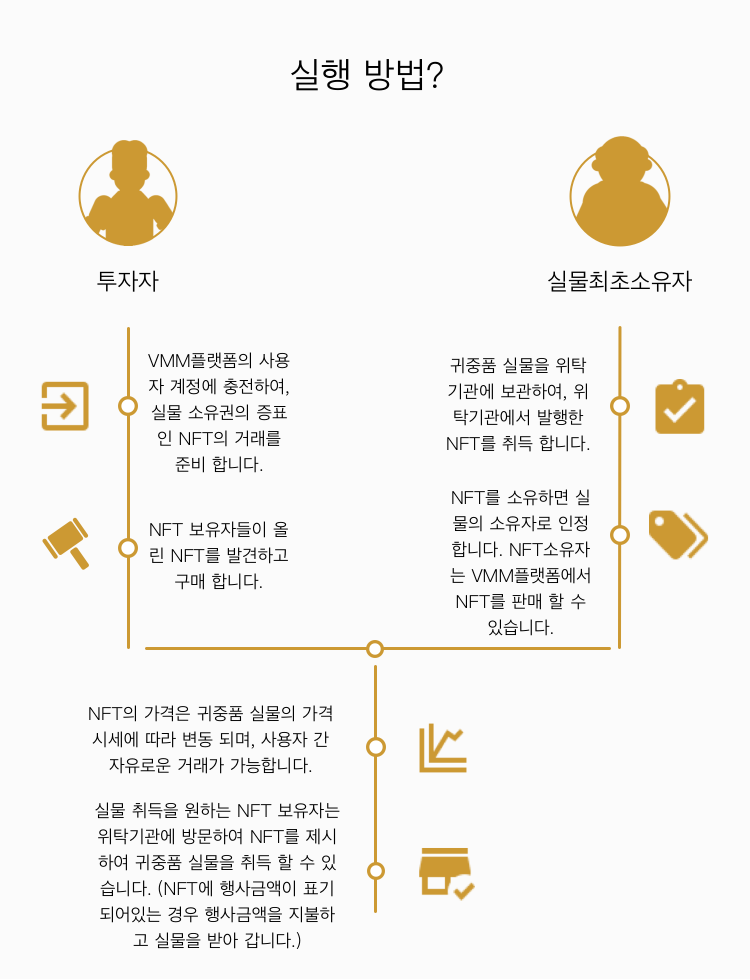 실행 방법?
투자자
VMM플랫폼의 사용
자 계정에 충전하여,
실물 소유권의 증표
인 NFT의 거래를
준비 합니다.
NFT 보유자들이 올
린 NFT를 발견하고
구매 합니다.
실물최초소유자
귀중품 실물을 위탁
기관에 보관하여, 위
탁기관에서 발행한
NFT를 취득 합니다.
NFT를 소유하면 실
물의 소유자로 인정
합니다. NFT소유자
는 VMM플랫폼에서
NFT를 판매 할 수
있습니다.
NFT의 가격은 귀중품 실물의 가격
시세에 따라 변동 되며, 사용자 간
자유로운 거래가 가능합니다.
실물 취득을 원하는 NFT 보유자는
위탁기관에 방문하여 NFT를 제시
하여 귀중품 실물을 취득 할 수 있
습니다. (NFT에 행사금액이 표기
되어있는 경우 행사금액을 지불하
고 실물을 받아 갑니다.)